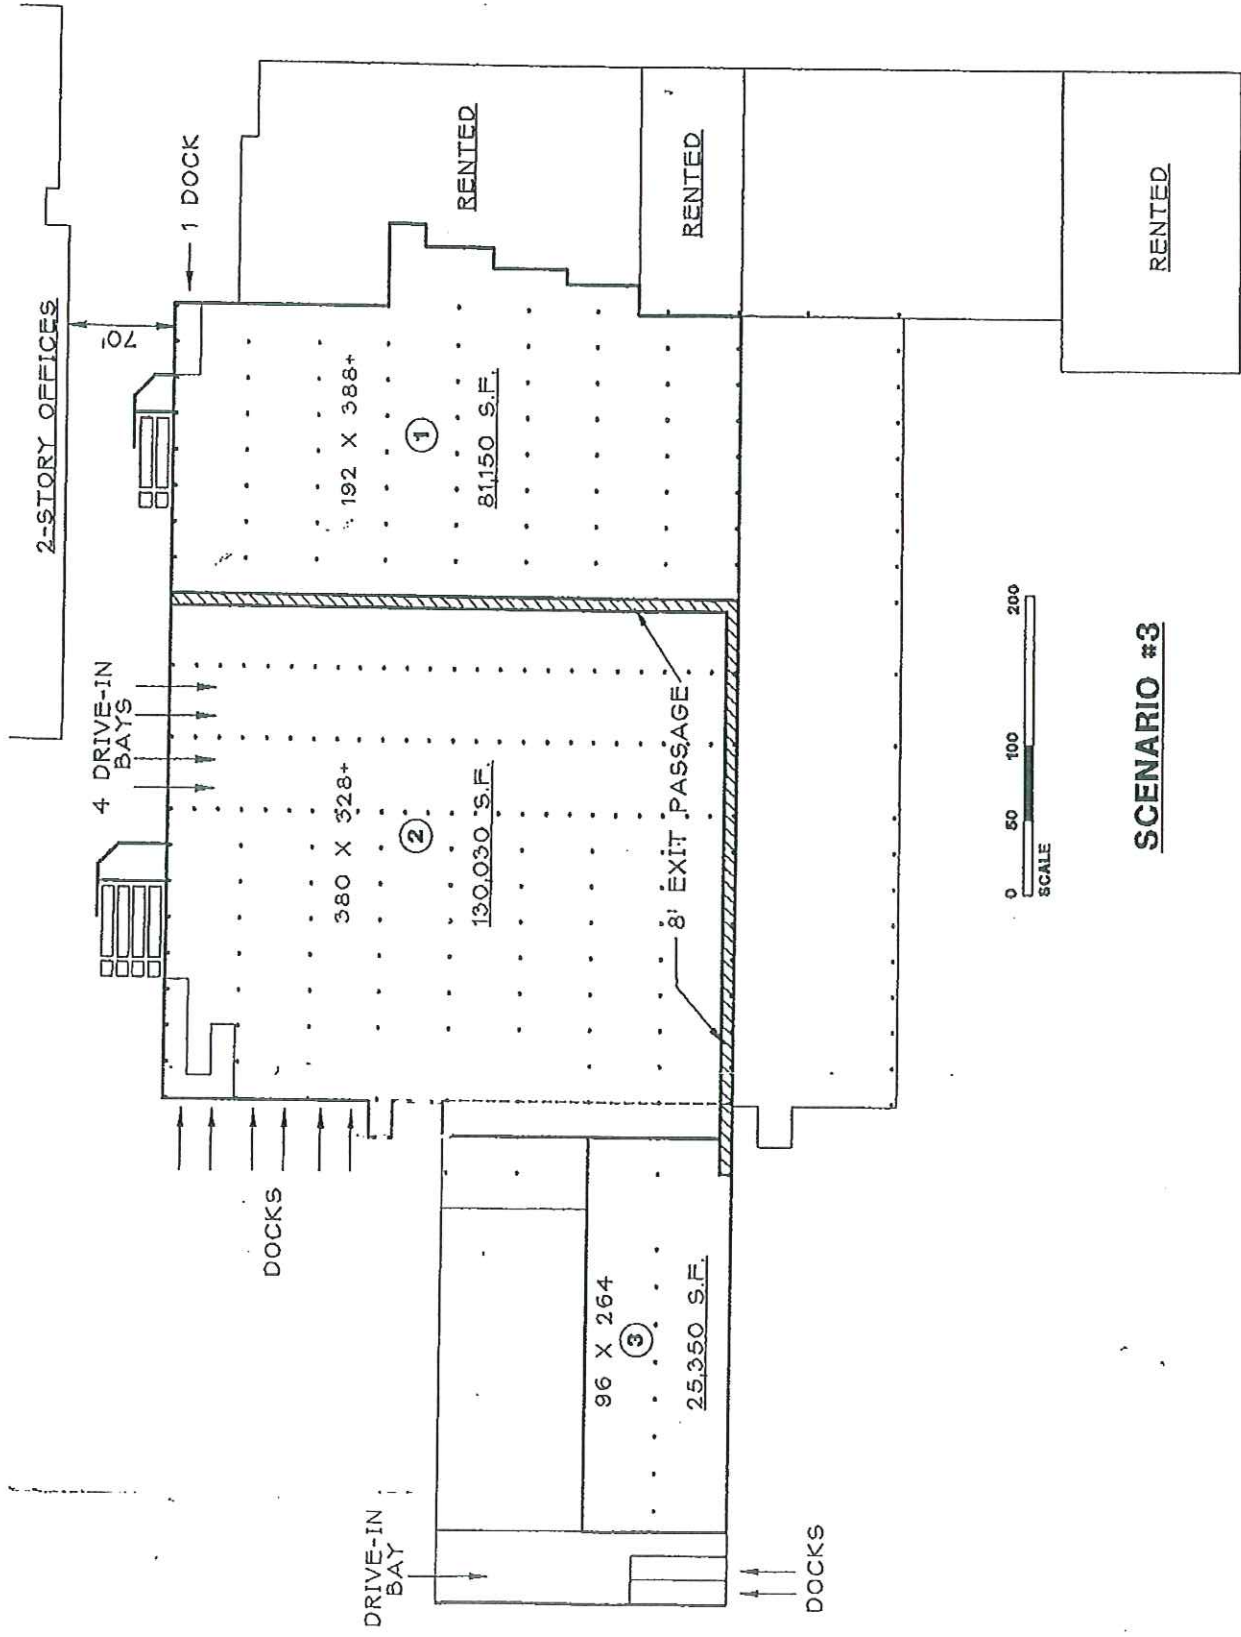 2-STORY OFFICES
70'
1 DOCK
RENTED
RENTED
RENTED
4 DRIVE-IN
BAYS
192 X 388+
1
81,150 S.F.
380 X 328+
2
130,030 S.F.
8' EXIT PASSAGE
DOCKS
96 X 264
3
25,350 S.F.
DRIVE-IN
BAY
DOCKS
0 50 100 200
SCALE
SCENARIO #3